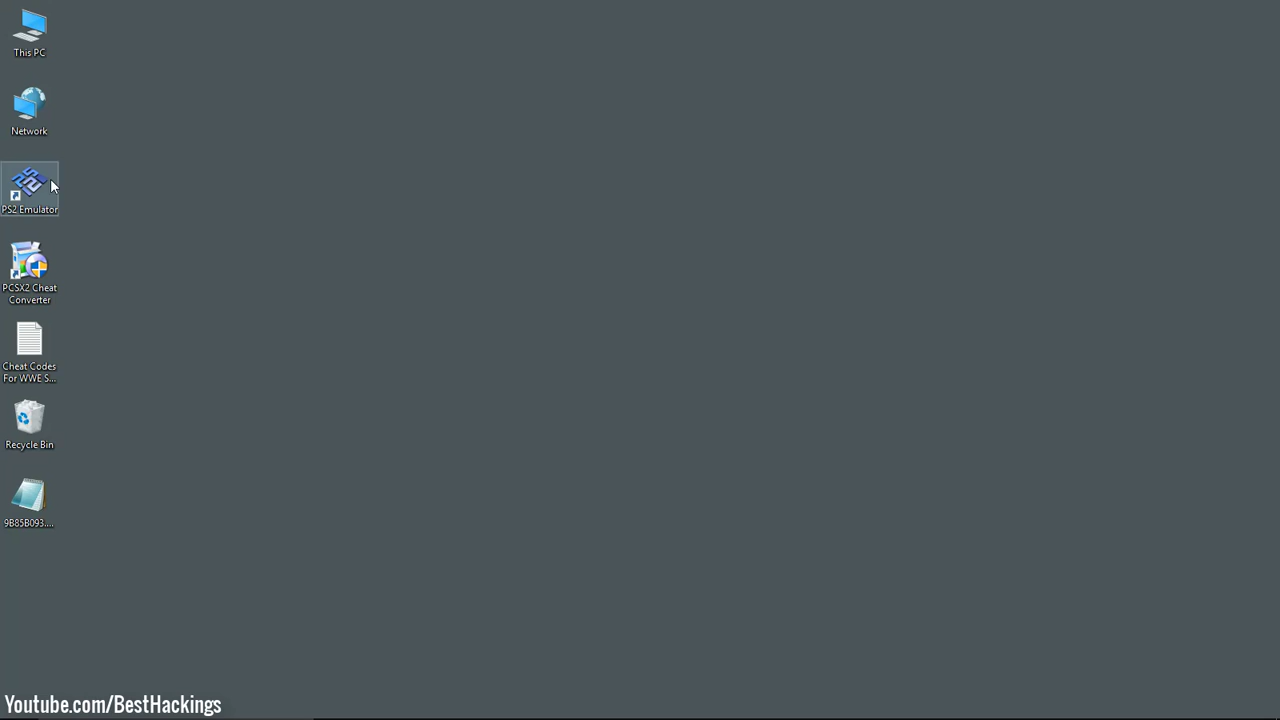 This PC
Network
PS2 Emulator
PCSX2 Cheat
Converter
Cheat Codes
For WWE S...
Recycle Bin
9B85B093....
Youtube.com/BestHackings